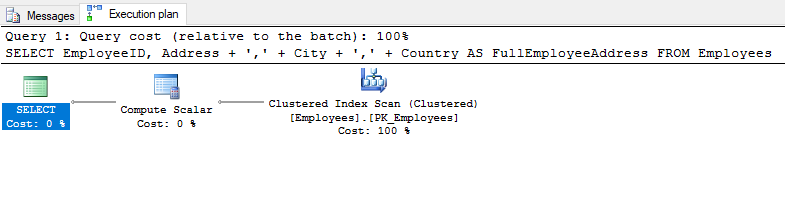 Messages
Execution plan
Query 1: Query cost (relative to the batch): 100%
SELECT EmployeeID, Address + ',' + City + ',' + Country AS FullEmployeeAddress FROM Employees
SELECT
Cost: 0 %
Compute Scalar
Cost: 0 %
Clustered Index Scan (Clustered)
[Employees].[PK_Employees]
Cost: 100 %